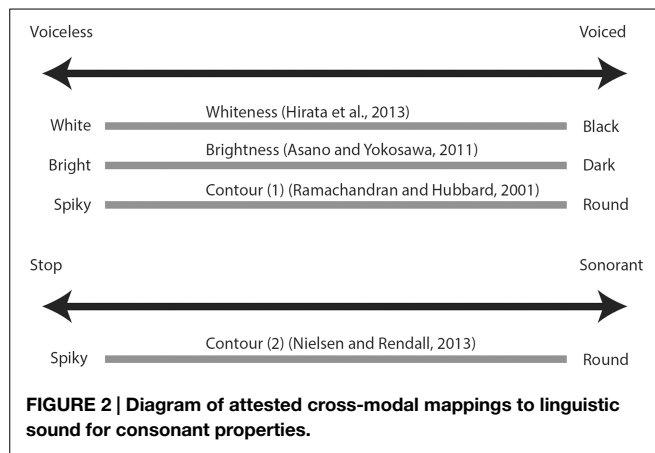 Voiceless Voiced
Whiteness (Hirata et al., 2013)
White Black
Brightness (Asano and Yokosawa, 2011)
Bright Dark
Contour (1) (Ramachandran and Hubbard, 2001)
Spiky Round
Stop Sonorant
Contour (2) (Nielsen and Rendall, 2013)
Spiky Round
FIGURE 2 | Diagram of attested cross-modal mappings to linguistic
sound for consonant properties.